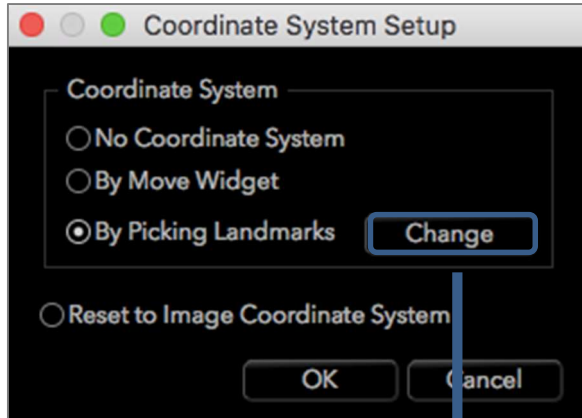 Coordinate System Setup
Coordinate System
No Coordinate System
By Move Widget
By Picking Landmarks Change
Reset to Image Coordinate System
OK Cancel